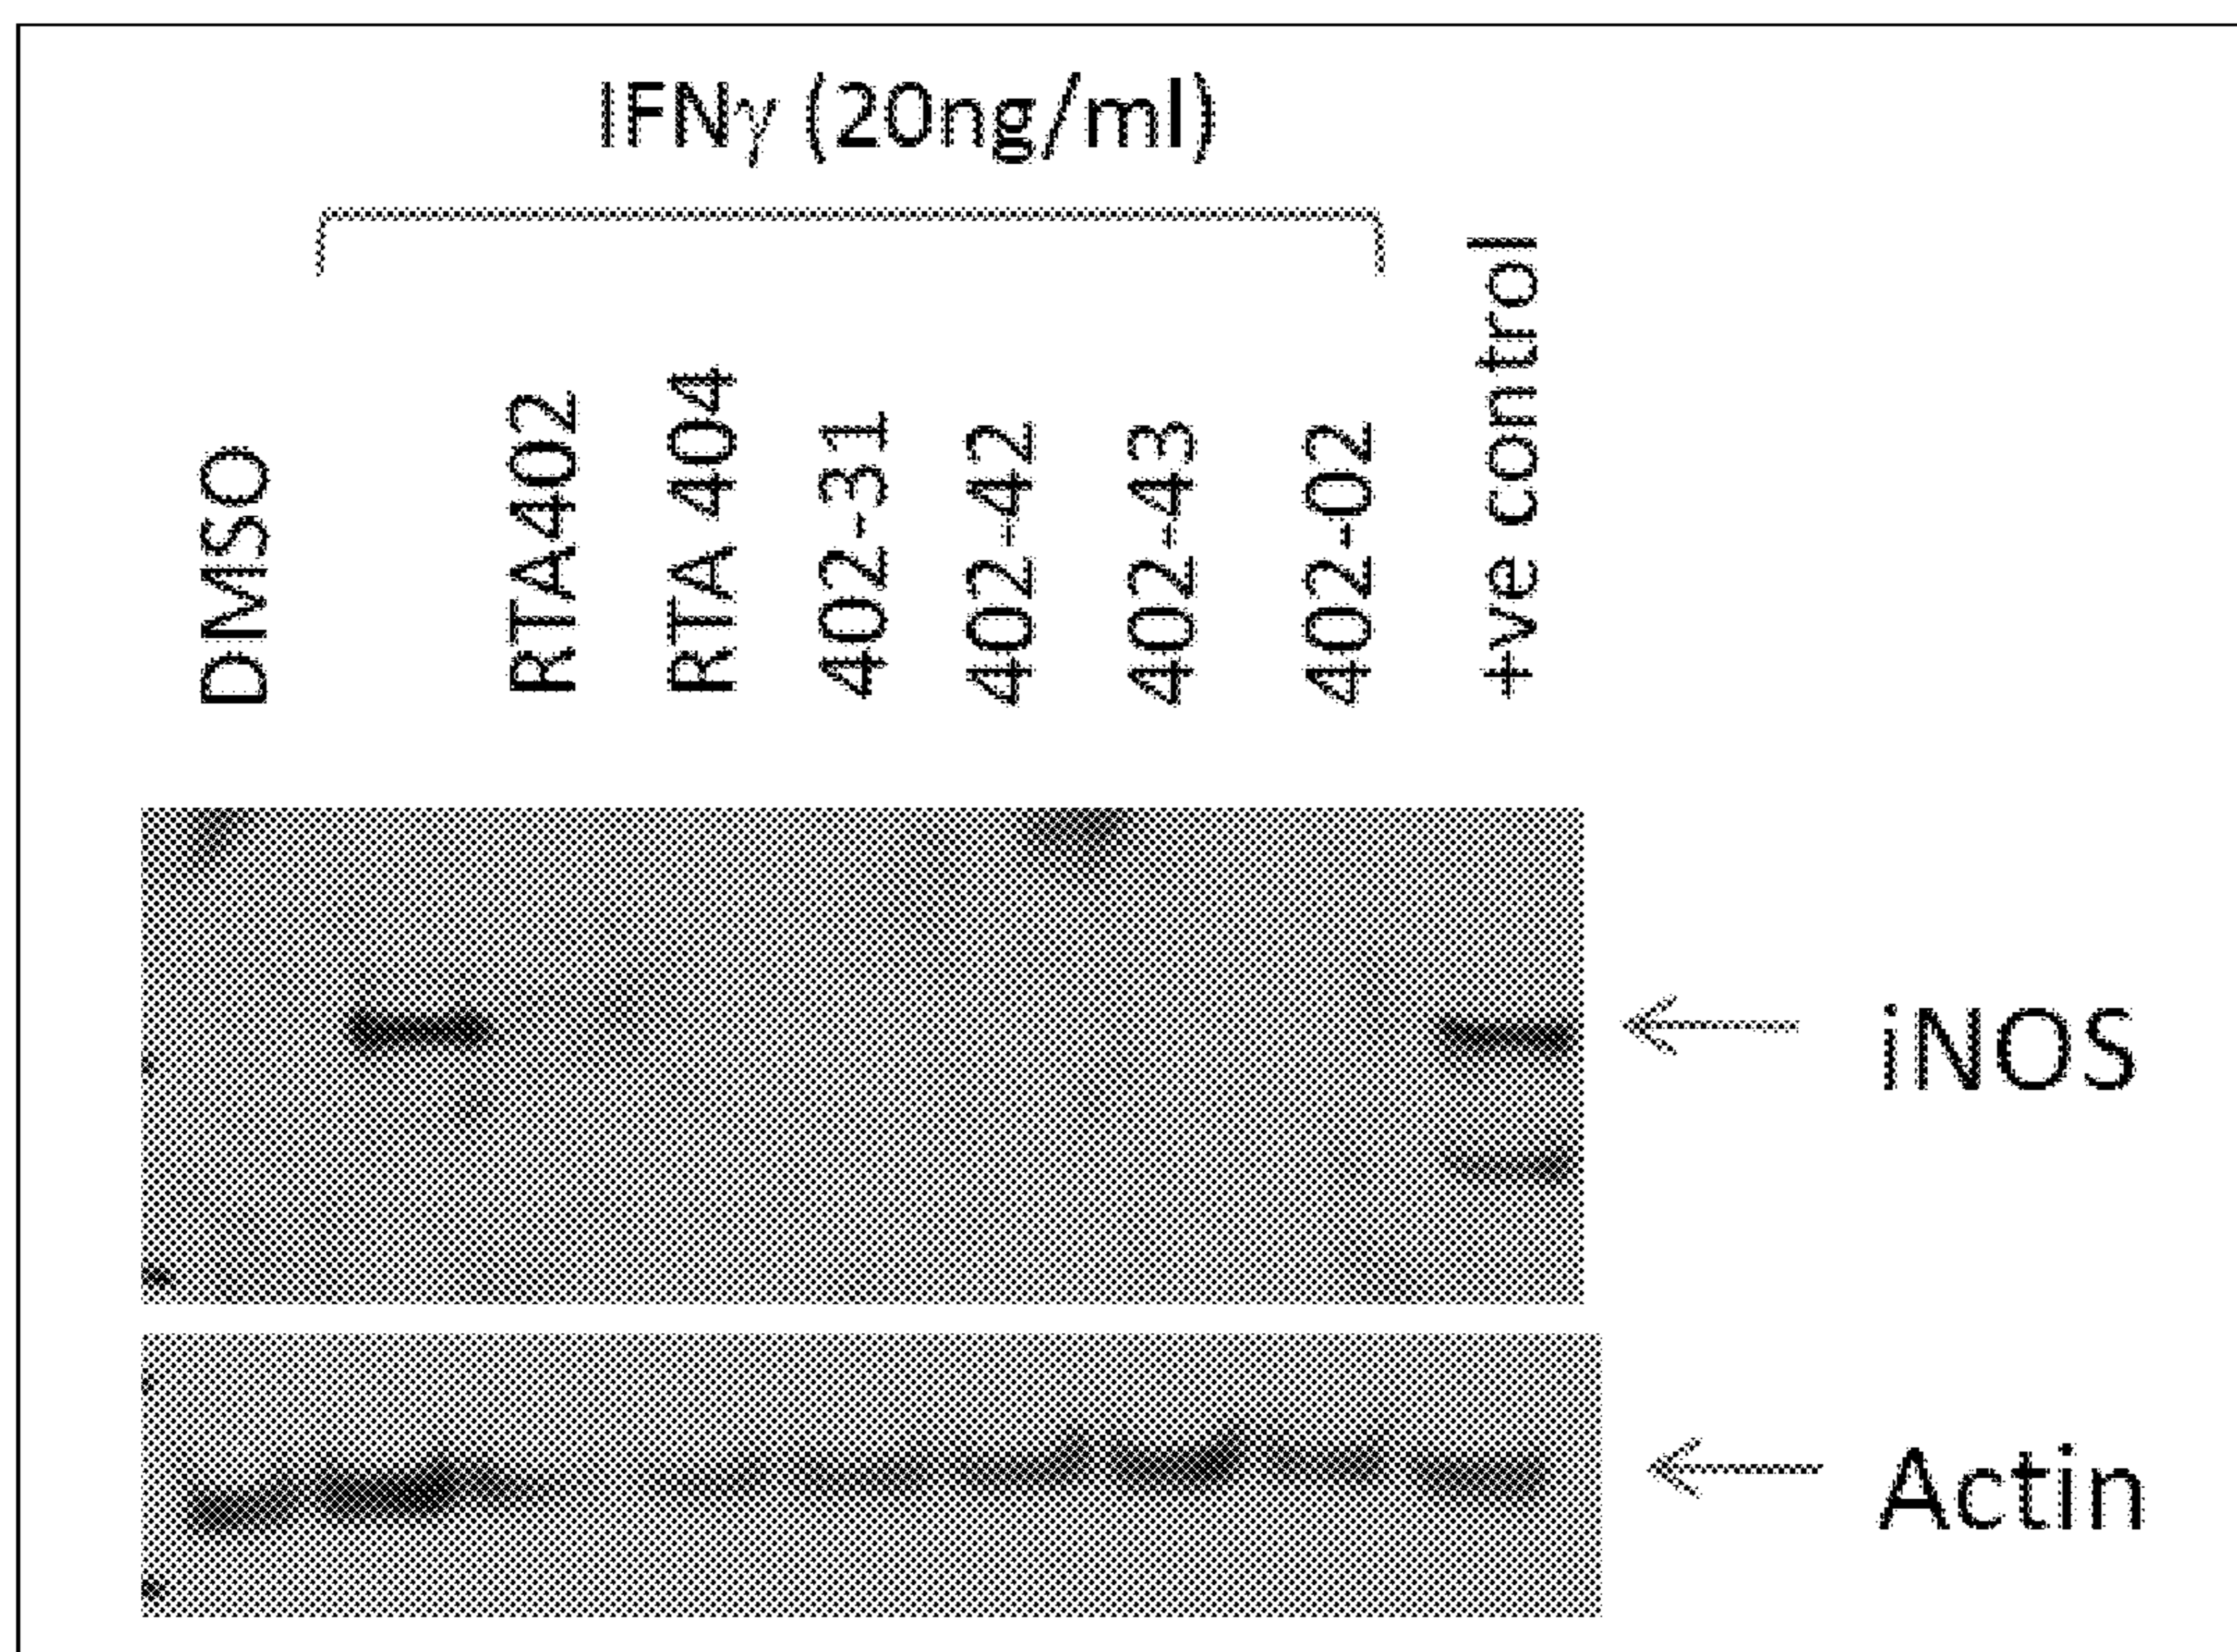 IFNγ (20ng/ml)
DMSO
RTA402
RTA 404
402-31
402-42
402-43
402-02
+ve control
iNOS
Actin